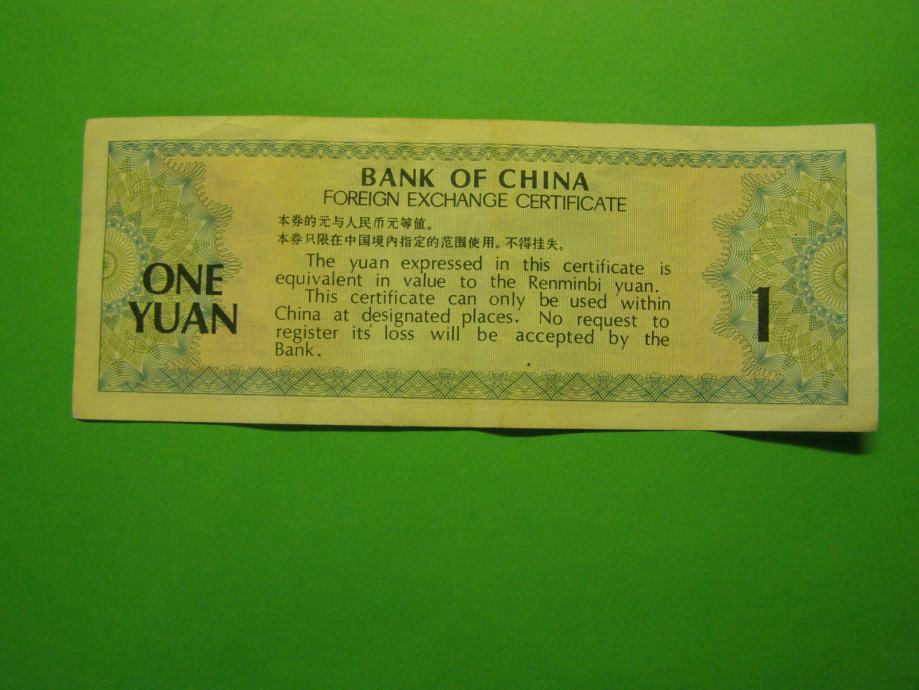 BANK OF CHINA
FOREIGN EXCHANGE CERTIFICATE
本券的元与人民币元等值。
本券只限在中国境内指定的范围使用。不得挂失。
The yuan expressed in this certificate is
equivalent in value to the Renminbi yuan.
This certificate can only be used within
China at designated places. No request to
register its loss will be accepted by the
Bank.
ONE
YUAN
1